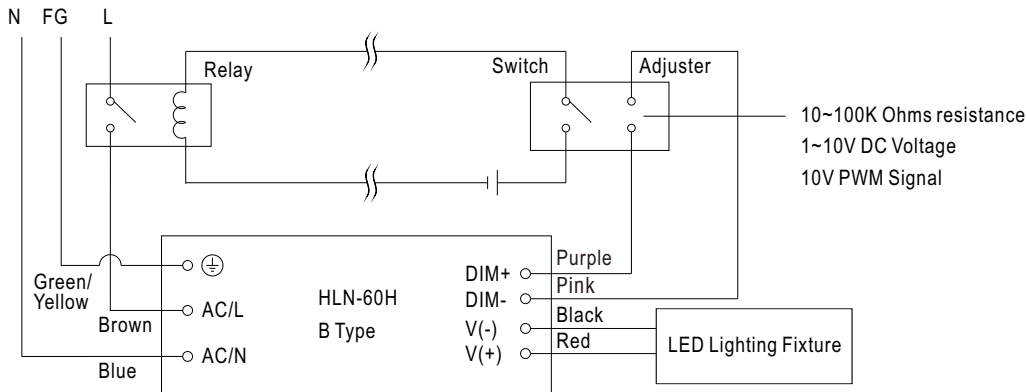 N FG L
Relay
Switch
Adjuster
10~100K Ohms resistance
1~10V DC Voltage
10V PWM Signal
Green/
Yellow
Brown
Blue
AC/L
AC/N
HLN-60H
B Type
DIM+
DIM-
V(-)
V(+)
Purple
Pink
Black
Red
LED Lighting Fixture